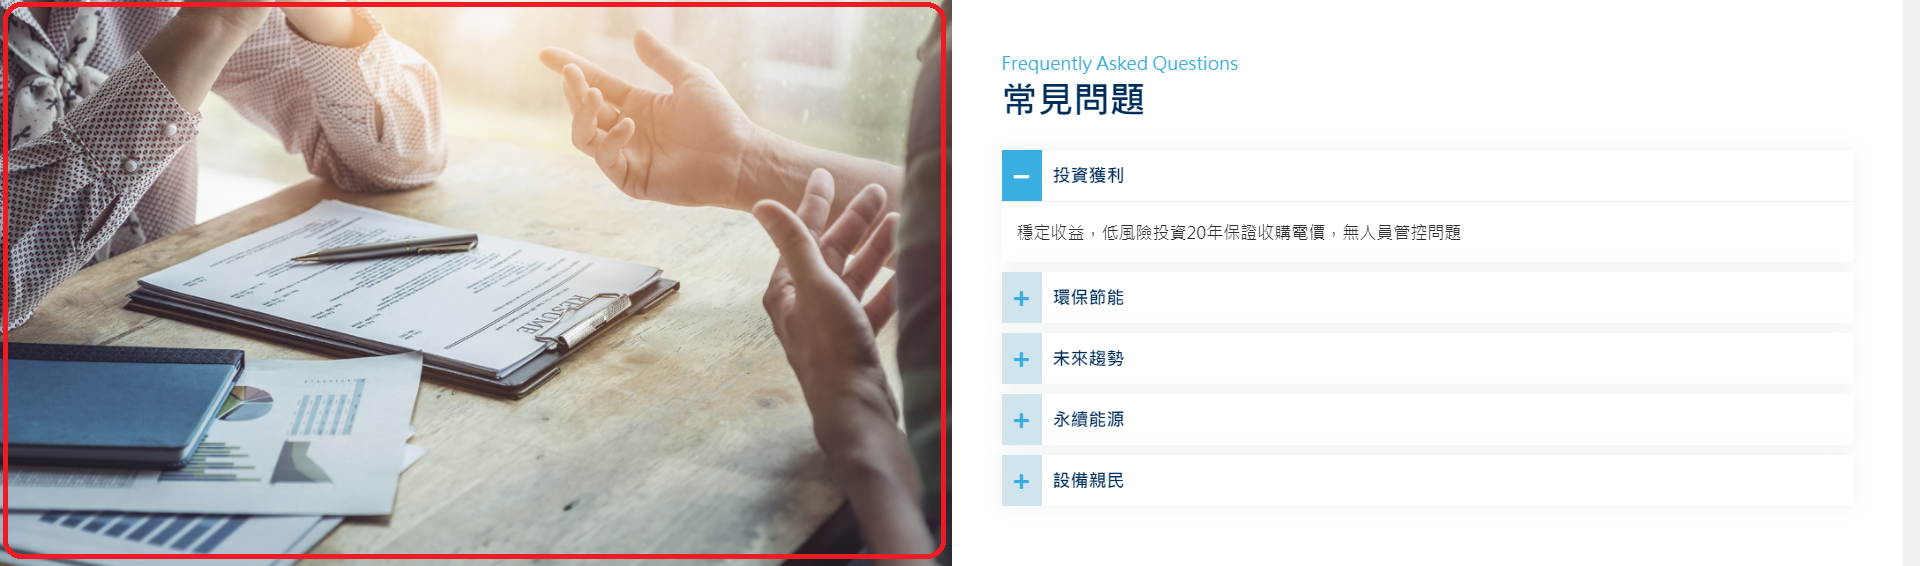 RESUME
Frequently Asked Questions
常見問題
投資獲利
穩定收益，低風險投資20年保證收購電價，無人員管控問題
環保節能
未來趨勢
永續能源
設備親民